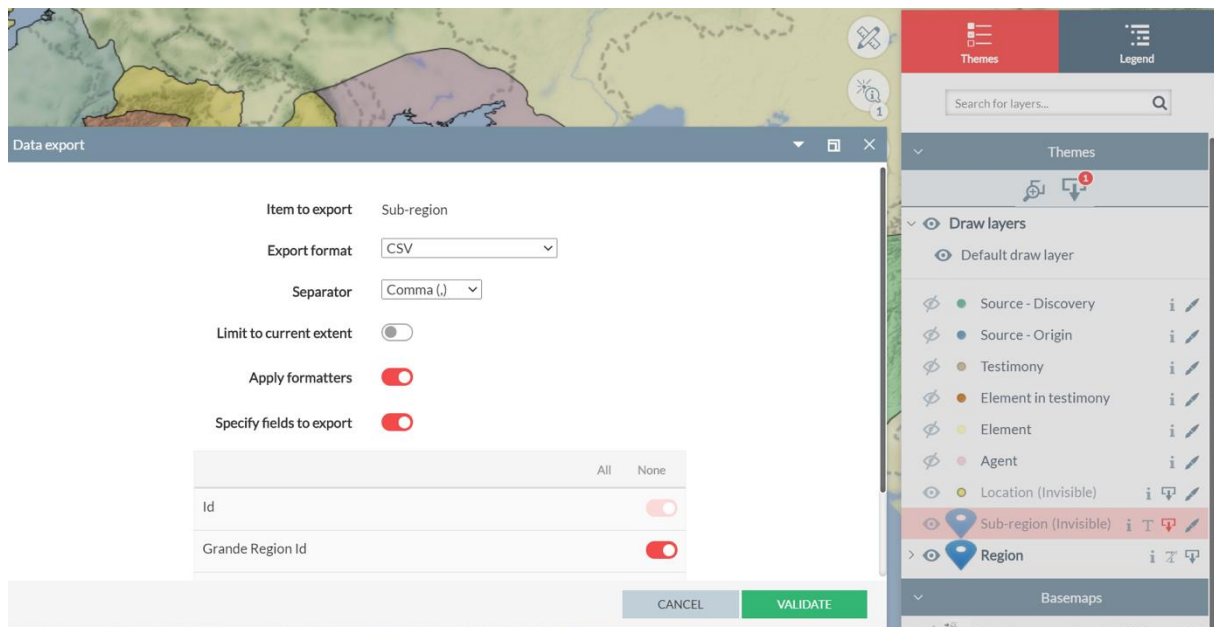 Themes
Legend
Search for layers...
1
Data export
Themes
1
Item to export Sub-region
Draw layers
Export format CSV
Default draw layer
Separator Comma (,)
Source - Discovery
Limit to current extent
Source - Origin
Apply formatters
Testimony
Element in testimony
Specify fields to export
Element
All None
Agent
Id
Location (Invisible)
Sub-region (Invisible)
Grande Region Id
Region
CANCEL VALIDATE
Basemaps